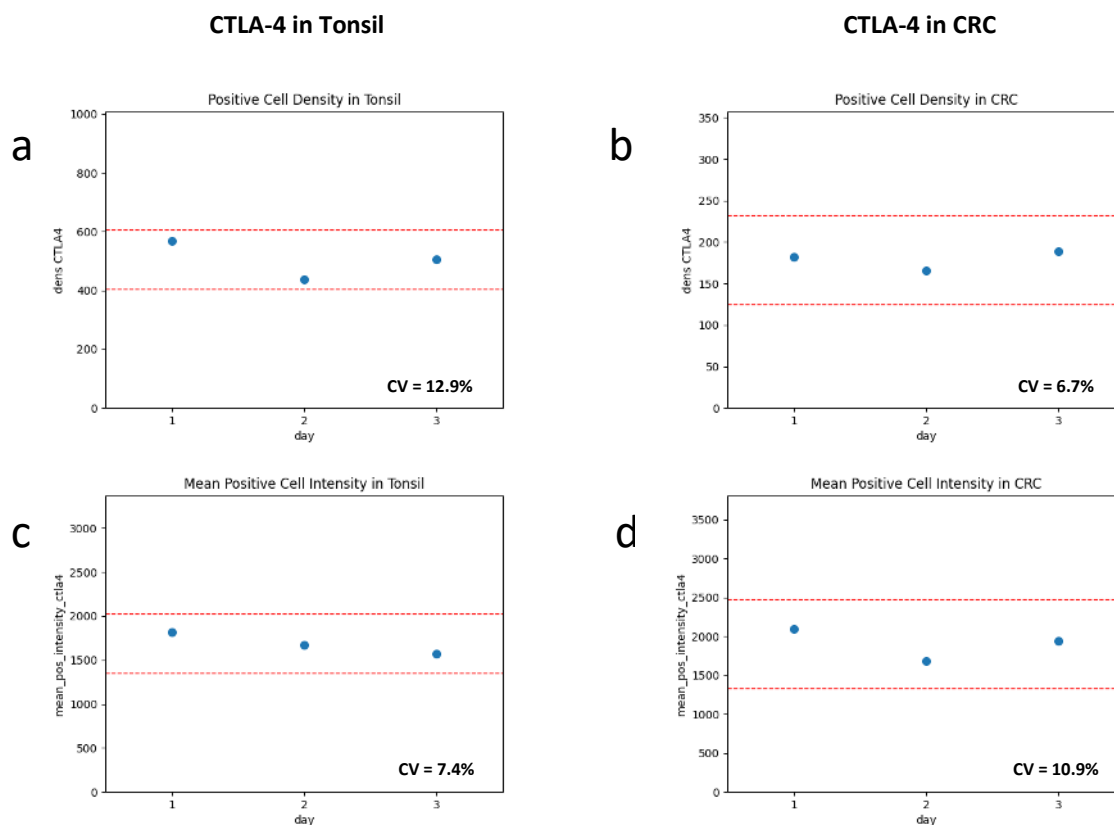 CTLA-4 in Tonsil
CTLA-4 in CRC
a
Positive Cell Density in Tonsil
dens CTLA4
1000
800
600
400
200
0
CV = 12.9%
1 2 3
day
b
Positive Cell Density in CRC
dens CTLA4
350
300
250
200
150
100
50
0
CV = 6.7%
1 2 3
day
c
Mean Positive Cell Intensity in Tonsil
mean_pos_intensity_ctla4
3000
2500
2000
1500
1000
500
0
CV = 7.4%
1 2 3
day
d
Mean Positive Cell Intensity in CRC
mean_pos_intensity_ctla4
3500
3000
2500
2000
1500
1000
500
0
CV = 10.9%
1 2 3
day